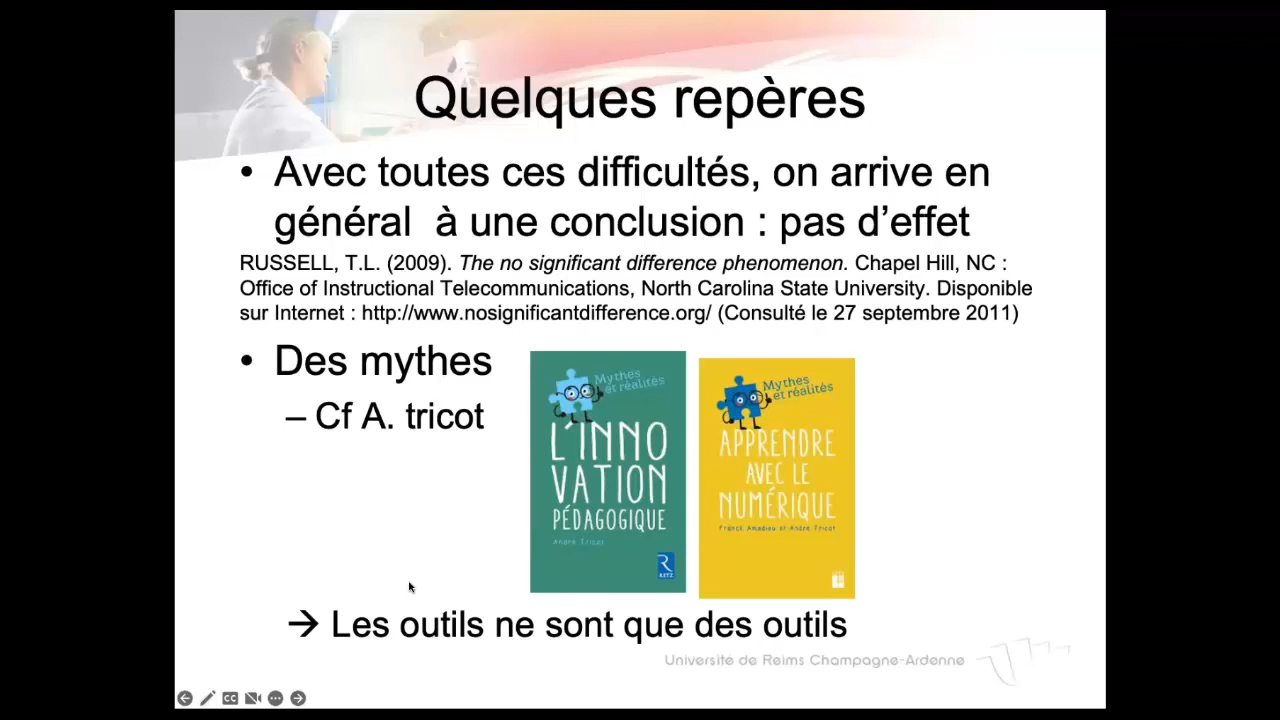 Quelques repères
• Avec toutes ces difficultés, on arrive en
général à une conclusion : pas d’effet
RUSSELL, T.L. (2009). The no significant difference phenomenon. Chapel Hill, NC :
Office of Instructional Telecommunications, North Carolina State University. Disponible
sur Internet : http://www.nosignificantdifference.org/ (Consulté le 27 septembre 2011)
• Des mythes
– Cf A. tricot
Mythes
et réalités
L'INNO
VATION
PÉDAGOGIQUE
André Tricot
RETZ
Mythes
et réalités
APPRENDRE
AVEC LE
NUMÉRIQUE
Franck Amadieu et André Tricot
→ Les outils ne sont que des outils
Université de Reims Champagne-Ardenne
CC